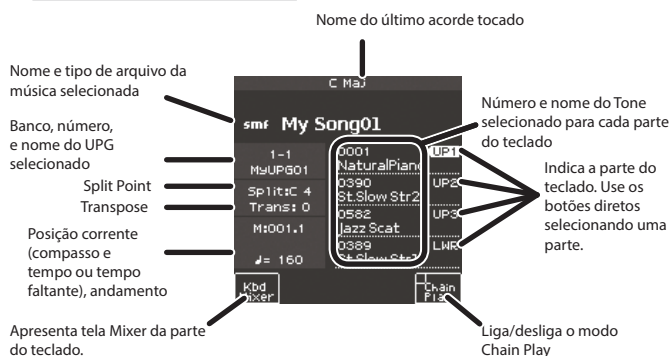 Nome do último acorde tocado
Nome e tipo de arquivo da
música selecionada
Banco, número,
e nome do UPG
selecionado
Split Point
Transpose
Posição corrente
(compasso e
tempo ou tempo
faltante), andamento
Apresenta tela Mixer da parte
do teclado.
C Maj
smf My Song01
1-1
MyUPG01
Split:C 4
Trans: 0
M:001.1
♩= 160
0001
NaturalPiano
UP1
0390
St.Slow Str2
UP2
0582
Jazz Scat
UP3
0389
St.Slow Str1
LWR
Kbd
Mixer
Chain
Play
Número e nome do Tone
selecionado para cada parte
do teclado
Indica a parte do
teclado. Use os
botões diretos
selecionando uma
parte.
Liga/desliga o modo
Chain Play